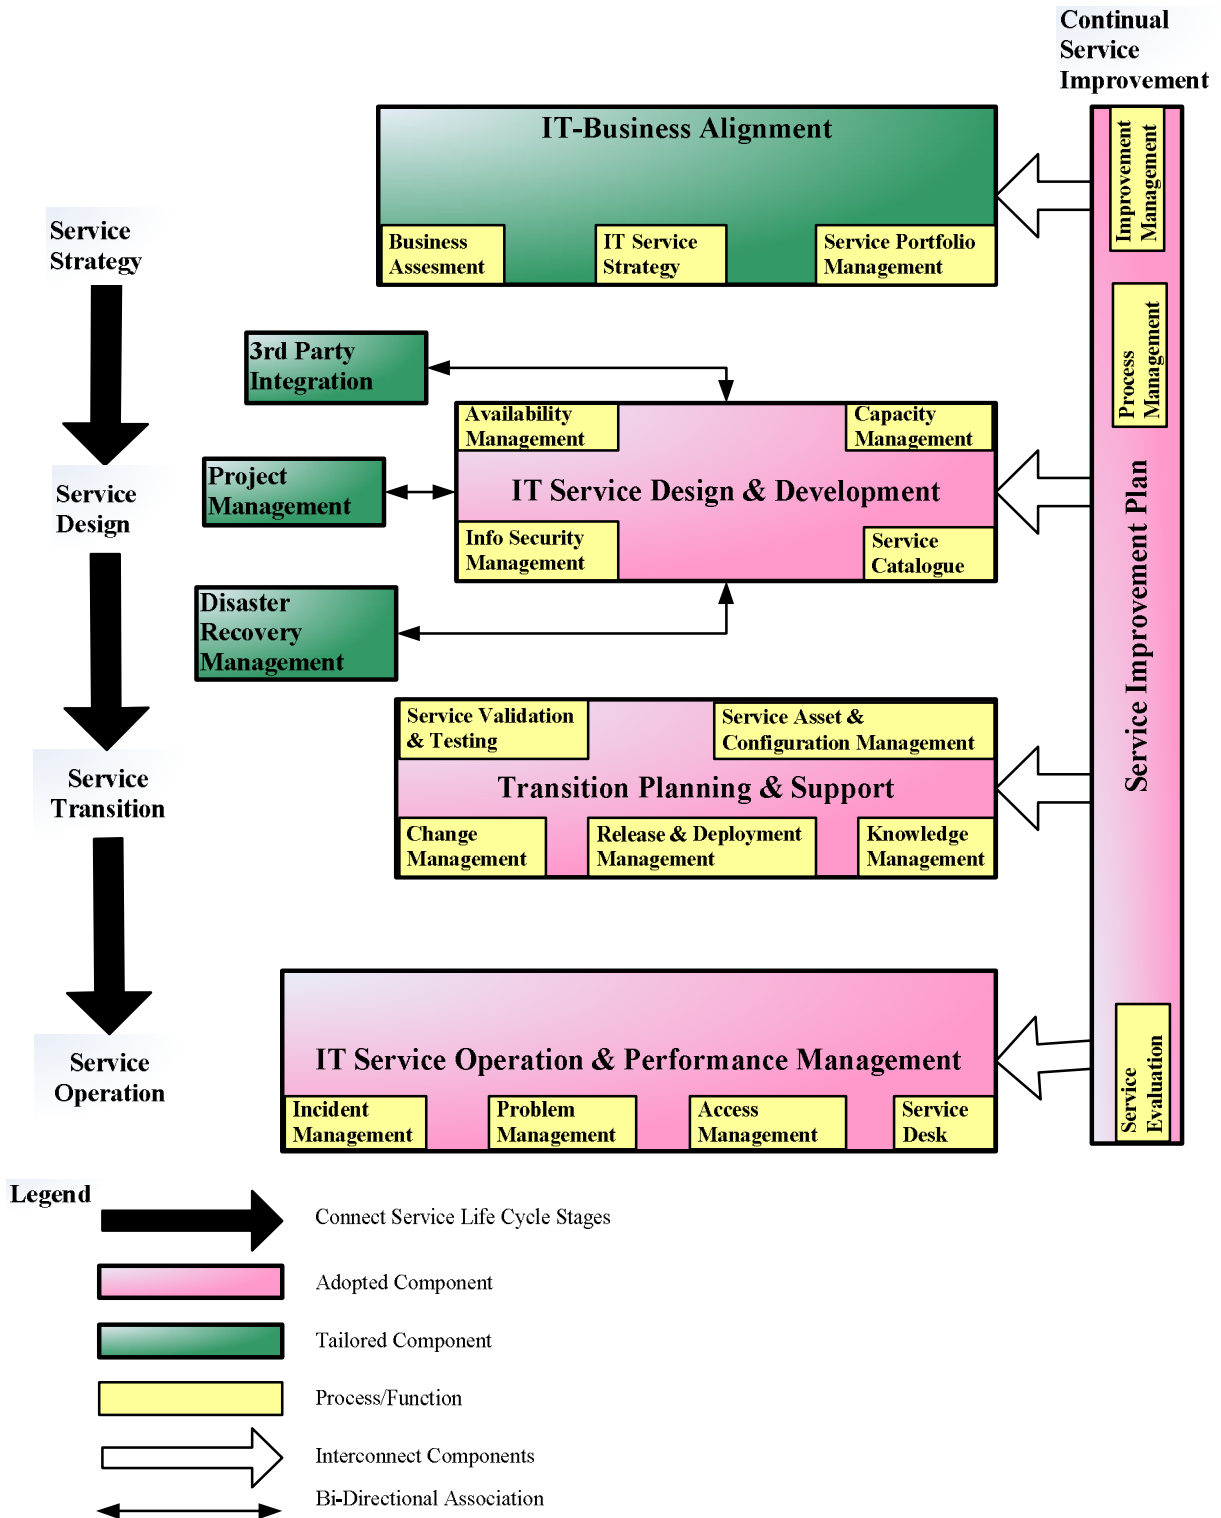 Continual
Service
Improvement
IT-Business Alignment
Business
Assesment
IT Service
Strategy
Service Portfolio
Management
Improvement
Management
Service
Strategy
3rd Party
Integration
Process
Management
Availability
Management
Capacity
Management
Project
Management
IT Service Design & Development
Service
Design
Info Security
Management
Service
Catalogue
Disaster
Recovery
Management
Service Improvement Plan
Service Validation
& Testing
Service Asset &
Configuration Management
Service
Transition
Transition Planning & Support
Change
Management
Release & Deployment
Management
Knowledge
Management
Service
Operation
IT Service Operation & Performance Management
Incident
Management
Problem
Management
Access
Management
Service
Desk
Service
Evaluation
Legend
Connect Service Life Cycle Stages
Adopted Component
Tailored Component
Process/Function
Interconnect Components
Bi-Directional Association